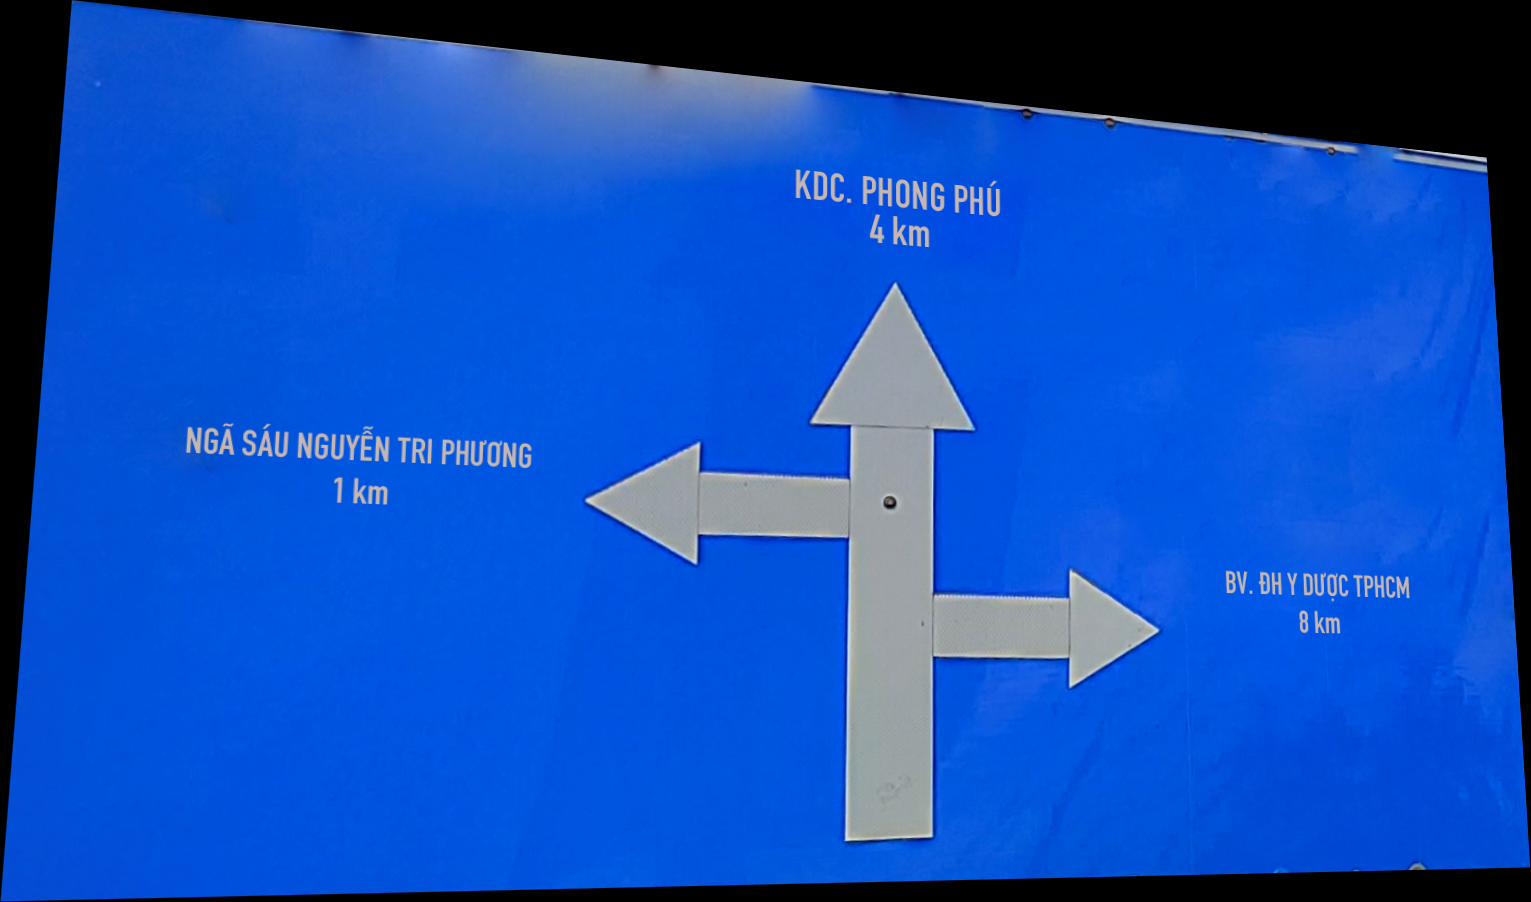 KDC. PHONG PHÚ
4 km
NGÃ SÁU NGUYỄN TRI PHƯƠNG
1 km
BV. ĐH Y DƯỢC TPHCM
8 km